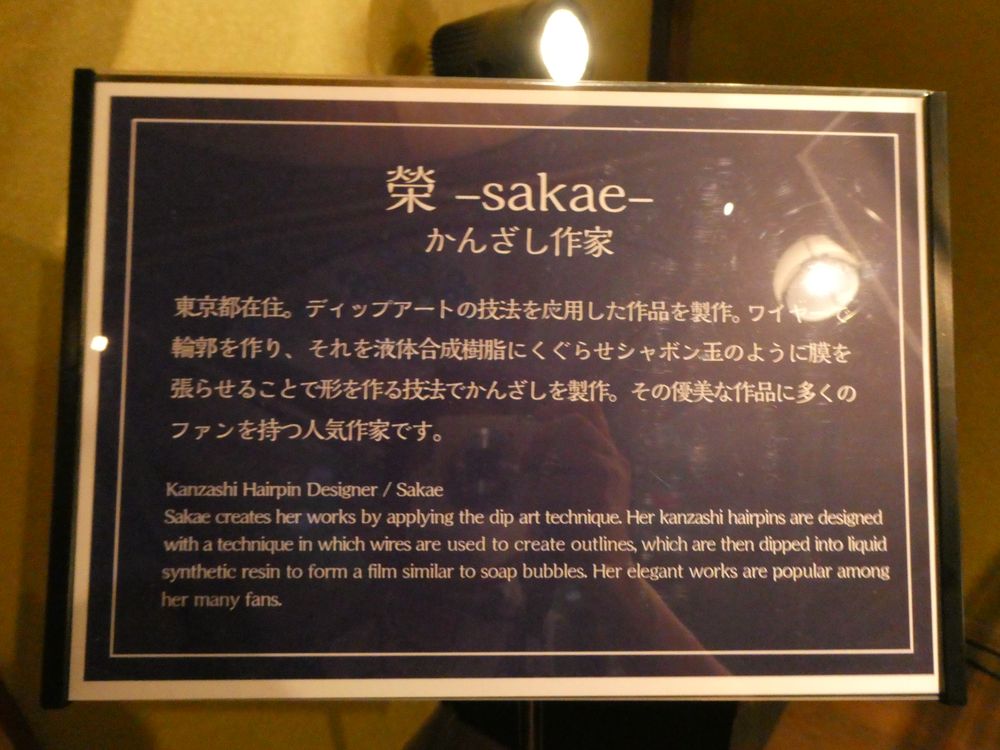 榮 –sakae–
かんざし作家
東京都在住。ディップアートの技法を応用した作品を製作。ワイヤーで
輪郭を作り、それを液体合成樹脂にくぐらせシャボン玉のように膜を
張らせることで形を作る技法でかんざしを製作。その優美な作品に多くの
ファンを持つ人気作家です。
Kanzashi Hairpin Designer / Sakae
Sakae creates her works by applying the dip art technique. Her kanzashi hairpins are designed
with a technique in which wires are used to create outlines, which are then dipped into liquid
synthetic resin to form a film similar to soap bubbles. Her elegant works are popular among
her many fans.